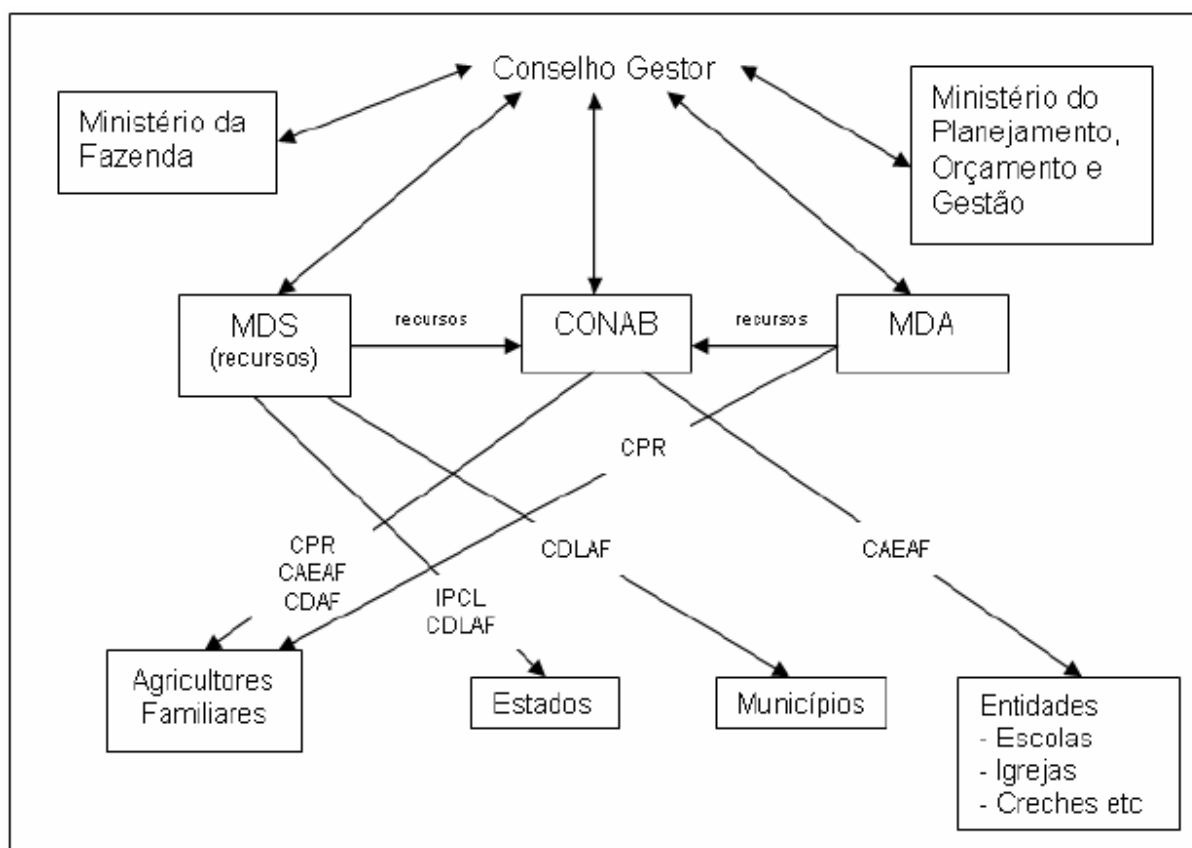 Conselho Gestor
Ministério da
Fazenda
Ministério do
Planejamento,
Orçamento e
Gestão
MDS
(recursos)
recursos
CONAB
recursos
MDA
CPR
CPR
CAEAF
CDAF
IPCL
CDLAF
CDLAF
CAEAF
Agricultores
Familiares
Estados
Municípios
Entidades
- Escolas
- Igrejas
- Creches etc